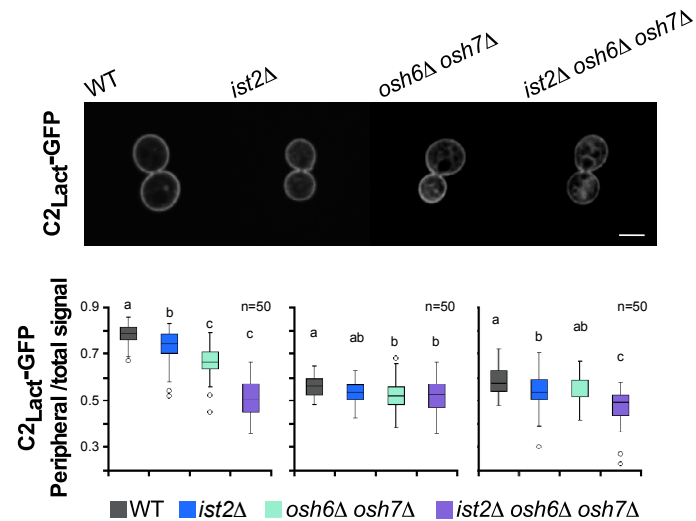 WT
ist2Δ
osh6Δ osh7Δ
ist2Δ osh6Δ osh7Δ
C2Lact-GFP
C2Lact-GFP
Peripheral /total signal
0.9
0.7
0.5
0.3
a
b
c
c
n=50
a
ab
b
b
n=50
a
b
ab
c
n=50
WT
ist2Δ
osh6Δ osh7Δ
ist2Δ osh6Δ osh7Δ